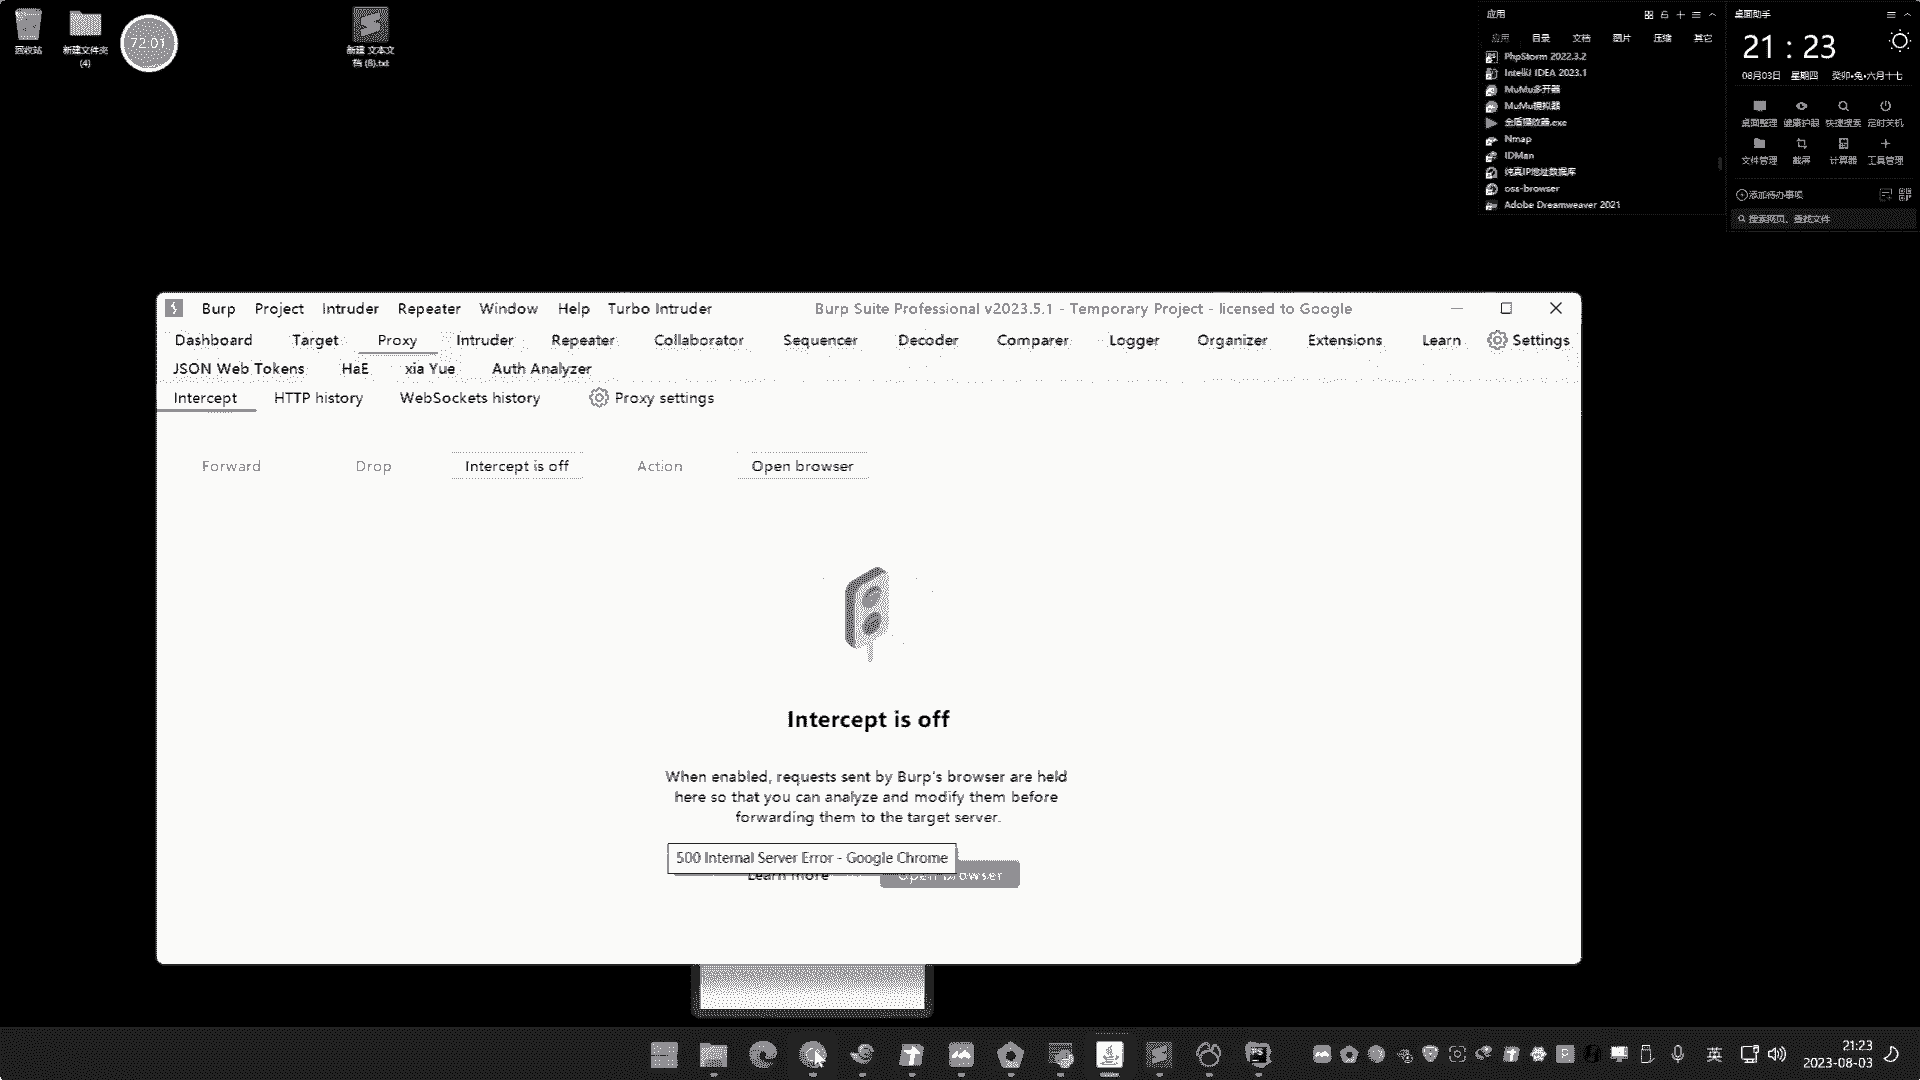 回收站
新建文件夹
(4)
72:01
新建 文本文
档 (8).txt
应用
应用 目录 文档 图片 压缩 其它
PhpStorm 2022.3.2
IntelliJ IDEA 2023.1
MuMu多开器
MuMu模拟器
金盾播放器.exe
Nmap
IDMan
纯真IP地址数据库
oss-browser
Adobe Dreamweaver 2021
桌面助手
21 : 23
08月03日 星期四 癸卯•兔•六月十七
桌面整理 健康护眼 快速搜索 定时关机
文件管理 截屏 计算器 工具管理
添加待办事项
搜索网页、查找文件
Burp Project Intruder Repeater Window Help Turbo Intruder
Burp Suite Professional v2023.5.1 - Temporary Project - licensed to Google
Dashboard Target Proxy Intruder Repeater Collaborator Sequencer Decoder Comparer Logger Organizer Extensions Learn Settings
JSON Web Tokens HaE xia Yue Auth Analyzer
Intercept HTTP history WebSockets history Proxy settings
Forward Drop Intercept is off Action Open browser
Intercept is off
When enabled, requests sent by Burp's browser are held
here so that you can analyze and modify them before
forwarding them to the target server.
500 Internal Server Error - Google Chrome
Learn more Open browser
英
21:23
2023-08-03